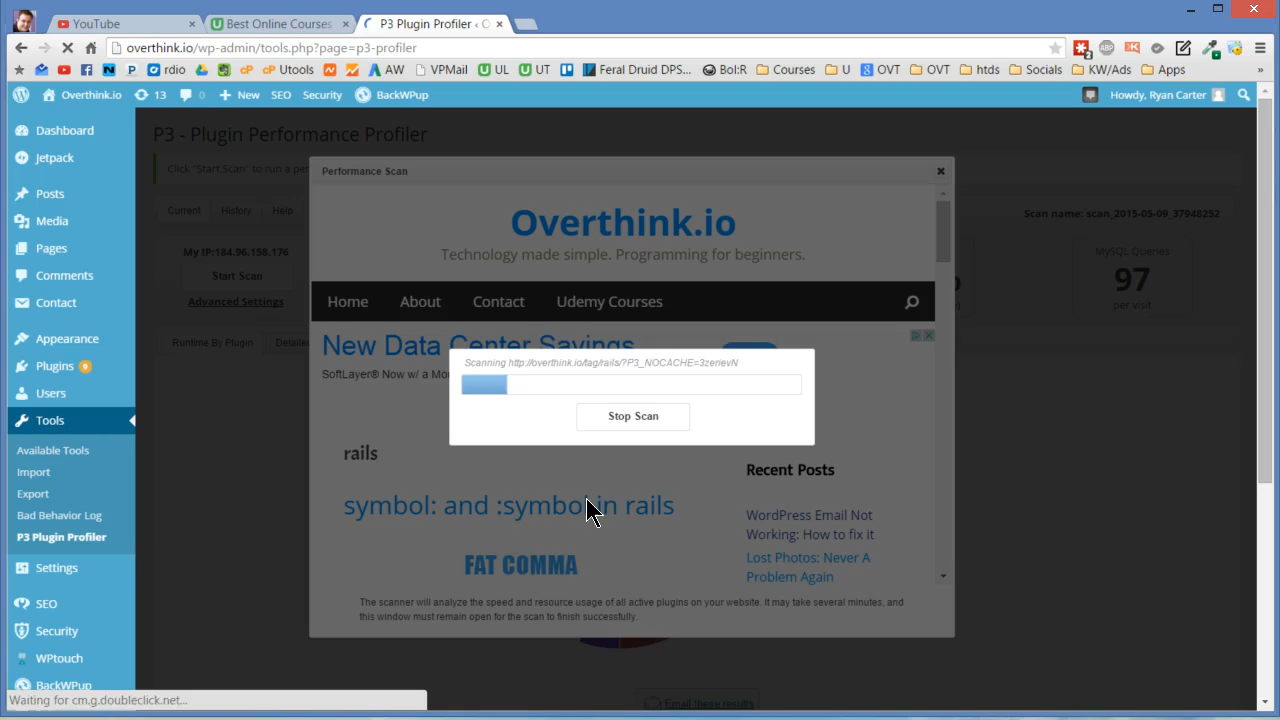 YouTube
Best Online Courses
P3 Plugin Profiler ‹ O
overthink.io/wp-admin/tools.php?page=p3-profiler
rdio
cP
cP Utools
AW
VPMail
UL
UT
Feral Druid DPS...
Bol:R
Courses
U
OVT
OVT
htds
Socials
KW/Ads
Apps
»
Overthink.io
13
0
+ New
SEO
Security
BackWPup
Howdy, Ryan Carter
Dashboard
Jetpack
Posts
Media
Pages
Comments
Contact
Appearance
Plugins 9
Users
Tools
Available Tools
Import
Export
Bad Behavior Log
P3 Plugin Profiler
Settings
SEO
Security
WPtouch
BackWPup
P3 - Plugin Performance Profiler
Click "Start Scan" to run a per
Current
History
Help
Scan name: scan_2015-05-09_37948252
My IP:184.96.158.176
Start Scan
Advanced Settings
MySQL Queries
97
per visit
Runtime By Plugin
Detailed
Performance Scan
Overthink.io
Technology made simple. Programming for beginners.
Home
About
Contact
Udemy Courses
New Data Center Savings
SoftLayer® Now w/ a Mo
Scanning http://overthink.io/tag/rails/?P3_NOCACHE=3zenevN
Stop Scan
rails
symbol: and :symbol in rails
FAT COMMA
Recent Posts
WordPress Email Not
Working: How to fix it
Lost Photos: Never A
Problem Again
The scanner will analyze the speed and resource usage of all active plugins on your website. It may take several minutes, and
this window must remain open for the scan to finish successfully.
Email these results
Waiting for cm.g.doubleclick.net...